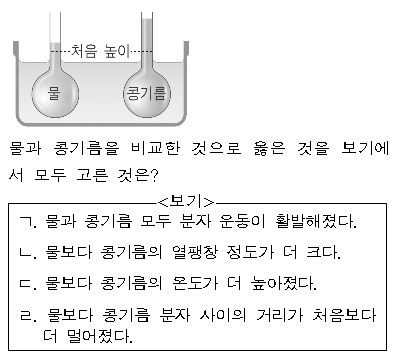 처음 높이
물
콩기름
물과 콩기름을 비교한 것으로 옳은 것을 보기에
서 모두 고른 것은?
<보기>
ㄱ. 물과 콩기름 모두 분자 운동이 활발해졌다.
ㄴ. 물보다 콩기름의 열팽창 정도가 더 크다.
ㄷ. 물보다 콩기름의 온도가 더 높아졌다.
ㄹ. 물보다 콩기름 분자 사이의 거리가 처음보다
더 멀어졌다.